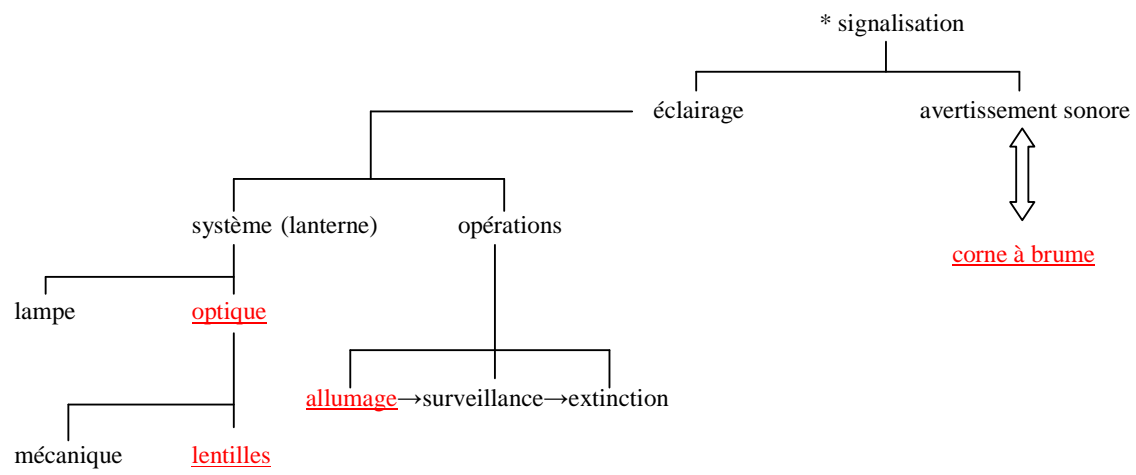 * signalisation
éclairage avertissement sonore
système (lanterne) opérations
corne à brume
lampe optique
allumage→surveillance→extinction
mécanique lentilles